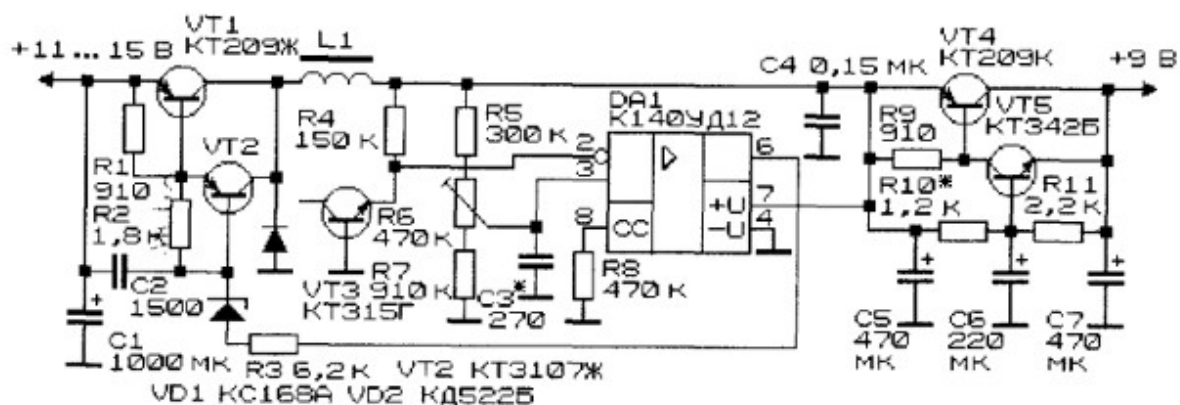 VT1
КТ209Ж
+11 ... 15 В
L1
R1
910
R2
1,8к
VT2
C2
1500
C1
1000 мк
R4
150 к
R5
300 к
R6
470к
R7
910 к
VT3
КТ315Г
C3*
270
R3 6,2 к
VT2 КТ3107Ж
VD1 КС168А VD2 КД522Б
DA1
К140УД12
2
3
8
CC
6
7
4
+U
-U
R8
470 к
C4 0,15 мк
VT4
КТ209К
+9 В
VT5
КТ342Б
R9
910
R10*
1,2 к
R11
2,2 к
C5
470
мк
C6
220
мк
C7
470
мк